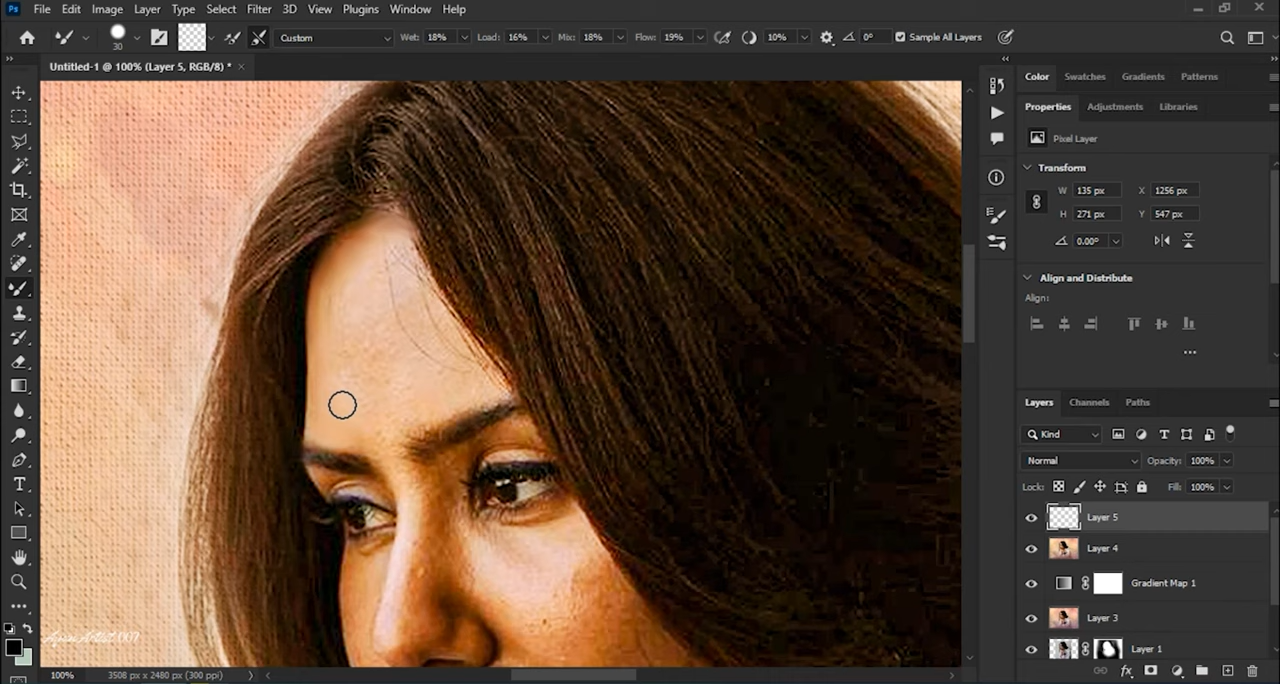 Ps File Edit Image Layer Type Select Filter 3D View Plugins Window Help
30 Custom Wet: 18% Load: 16% Mix: 18% Flow: 19% 10% 0° Sample All Layers
Untitled-1 @ 100% (Layer 5, RGB/8) *
Color Swatches Gradients Patterns
Properties Adjustments Libraries
Pixel Layer
Transform
W 135 px X 1256 px
H 271 px Y 547 px
0.00°
Align and Distribute
Align:
Layers Channels Paths
Kind
Normal Opacity: 100%
Lock: Fill: 100%
Layer 5
Layer 4
Gradient Map 1
Layer 3
Layer 1
100% 3508 px x 2480 px (300 ppi)